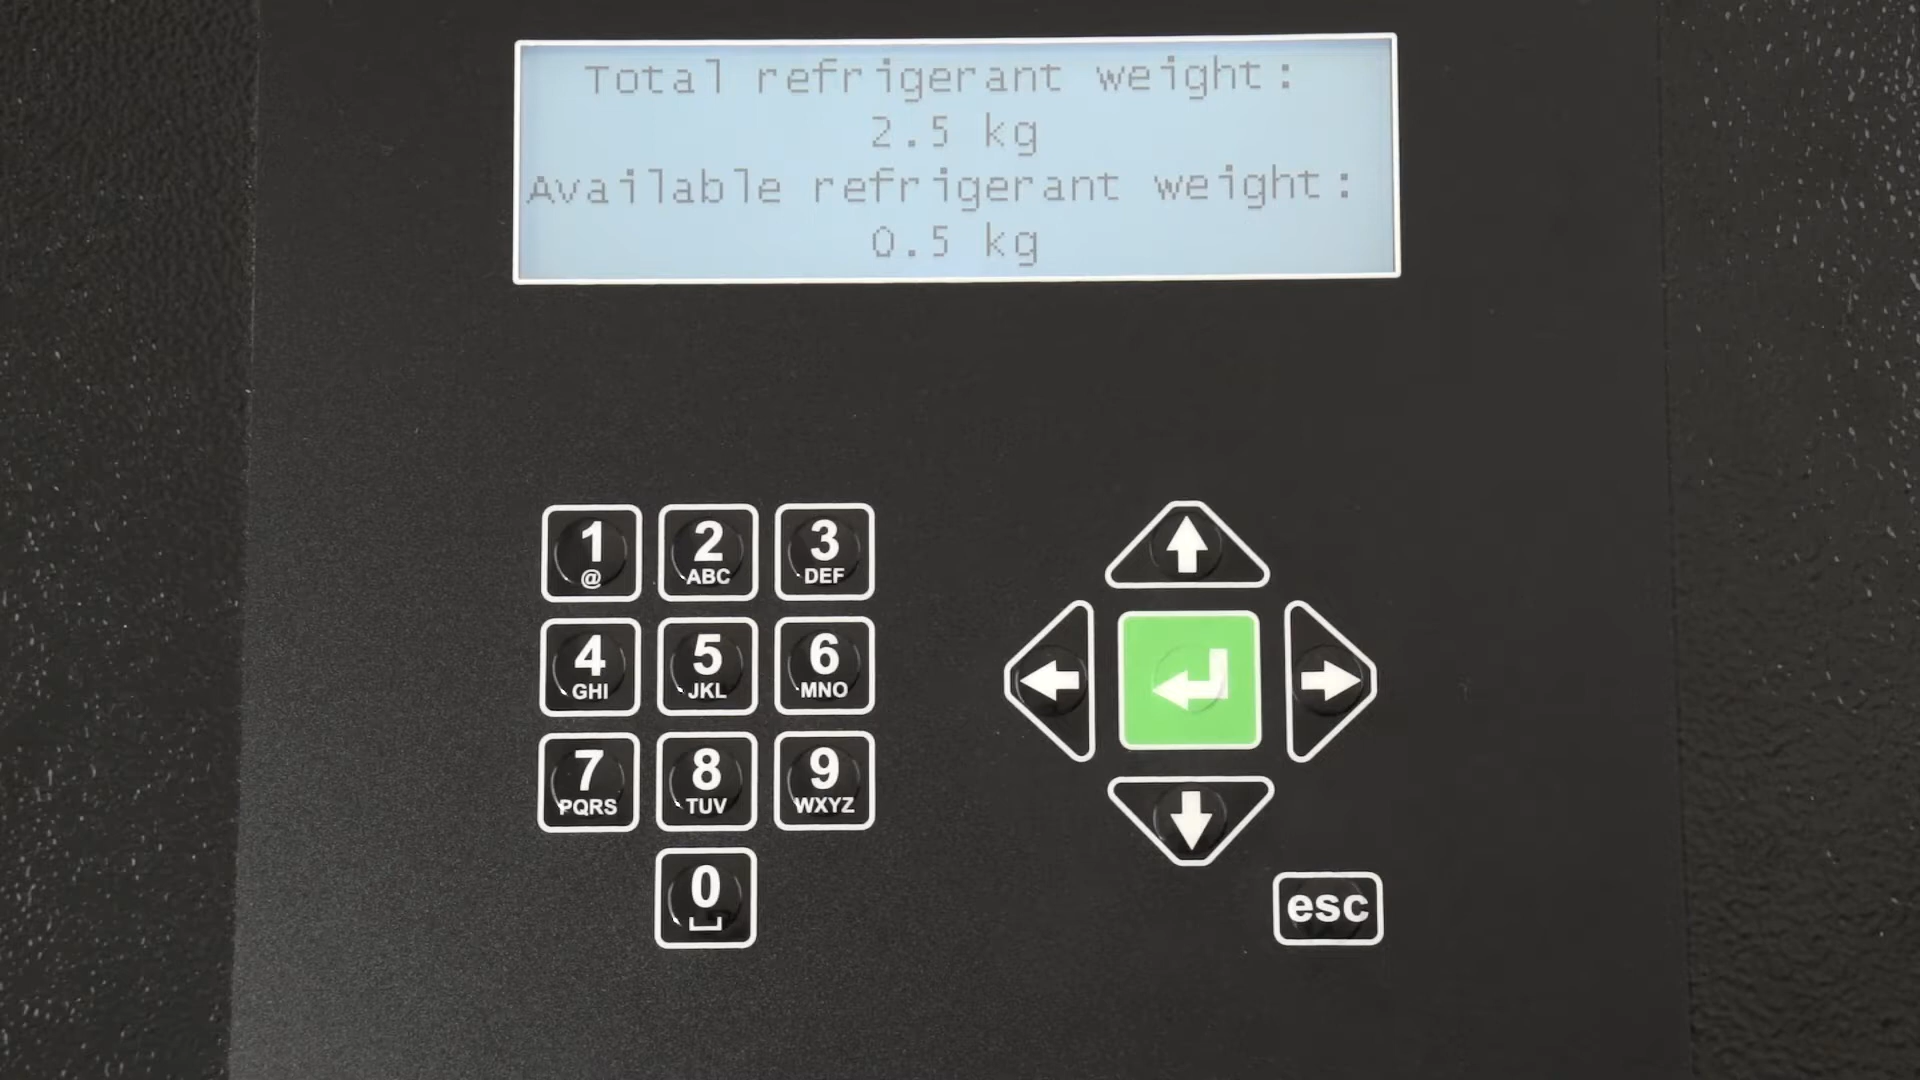 Total refrigerant weight:
2.5 kg
Available refrigerant weight:
0.5 kg
1 2 3
@ ABC DEF
4 5 6
GHI JKL MNO
7 8 9
PQRS TUV WXYZ
0
esc